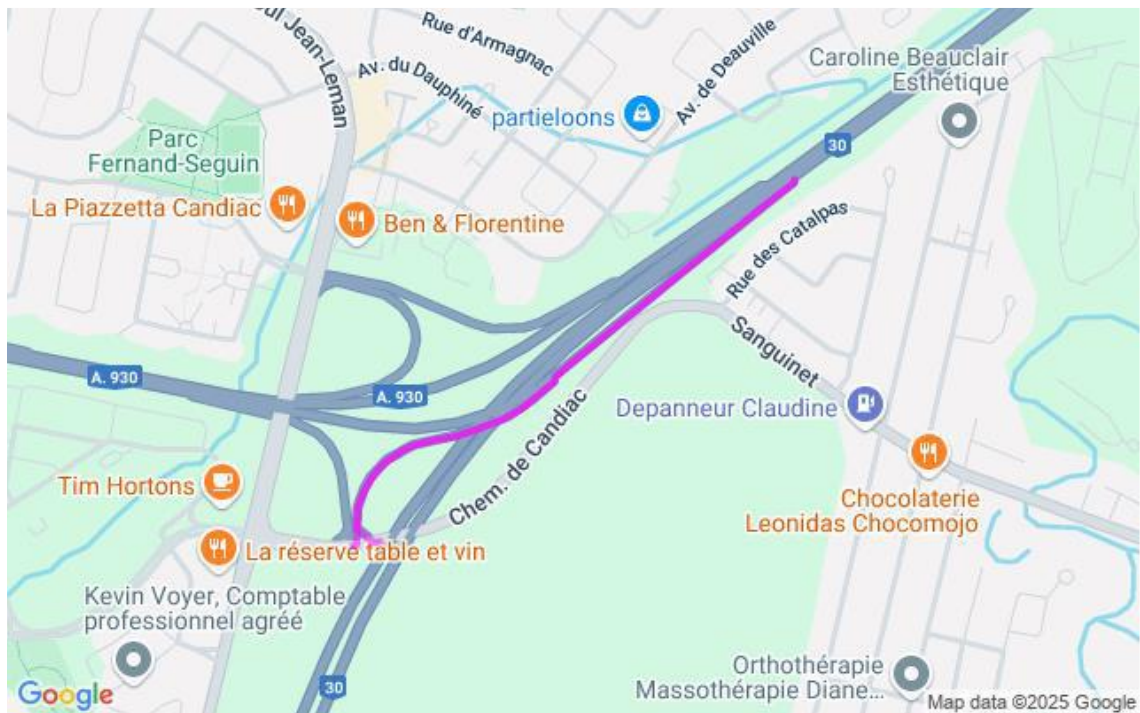 Rue d'Armagnac
Jean-Leman
Av. du Dauphiné
Av. de Deauville
Caroline Beauclair
Esthétique
partieloons
30
Parc
Fernand-Seguin
La Piazzetta Candiac
Ben & Florentine
Rue des Catalpas
Sanguinet
A. 930
A. 930
Depanneur Claudine
Chem. de Candiac
Tim Hortons
Chocolaterie
Leonidas Chocomojo
La réserve table et vin
Kevin Voyer, Comptable
professionnel agréé
Orthothérapie
Massothérapie Diane...
30
Google
Map data ©2025 Google